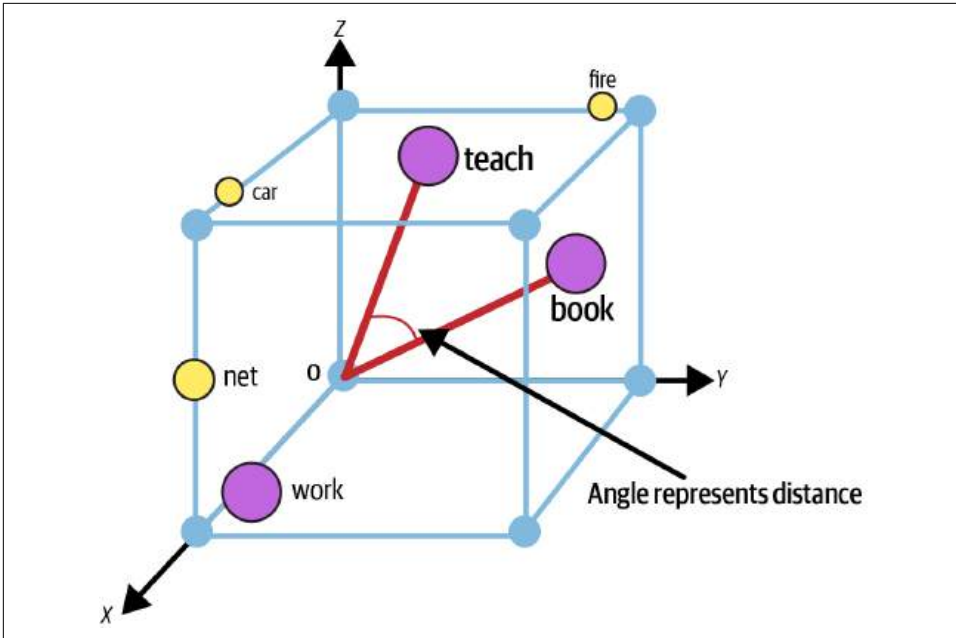 Z
fire
teach
car
book
net
O
Y
work
Angle represents distance
X